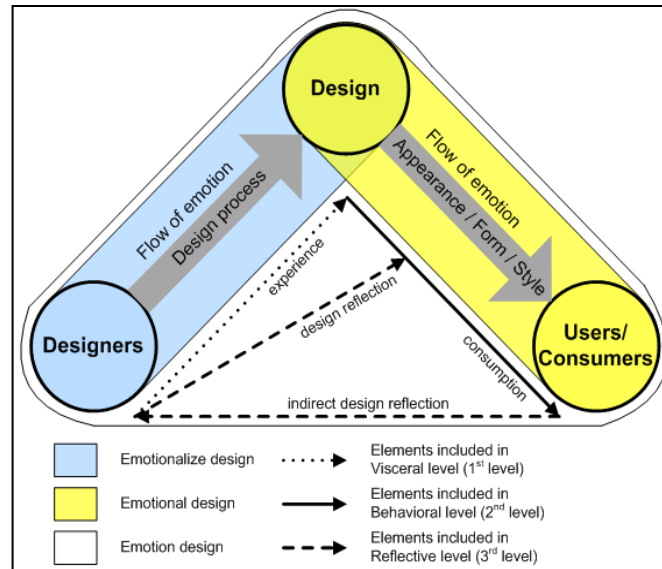 Design
Flow of emotion
Design process
Flow of emotion
Appearance / Form / Style
experience
design reflection
consumption
Designers
Users/
Consumers
indirect design reflection
Emotionalize design
Elements included in
Visceral level (1st level)
Emotional design
Elements included in
Behavioral level (2nd level)
Emotion design
Elements included in
Reflective level (3rd level)